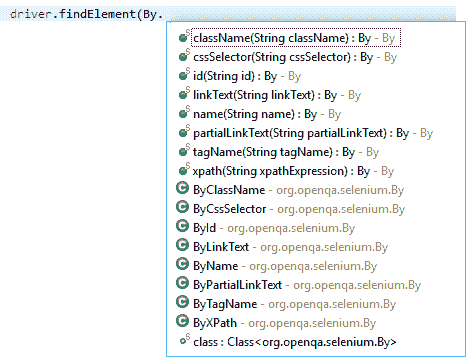 driver.findElement(By.
className(String className) : By - By
cssSelector(String cssSelector) : By - By
id(String id) : By - By
linkText(String linkText) : By - By
name(String name) : By - By
partialLinkText(String partialLinkText) : By - By
tagName(String tagName) : By - By
xpath(String xpathExpression) : By - By
ByClassName - org.openqa.selenium.By
ByCssSelector - org.openqa.selenium.By
ById - org.openqa.selenium.By
ByLinkText - org.openqa.selenium.By
ByName - org.openqa.selenium.By
ByPartialLinkText - org.openqa.selenium.By
ByTagName - org.openqa.selenium.By
ByXPath - org.openqa.selenium.By
class : Class<org.openqa.selenium.By>